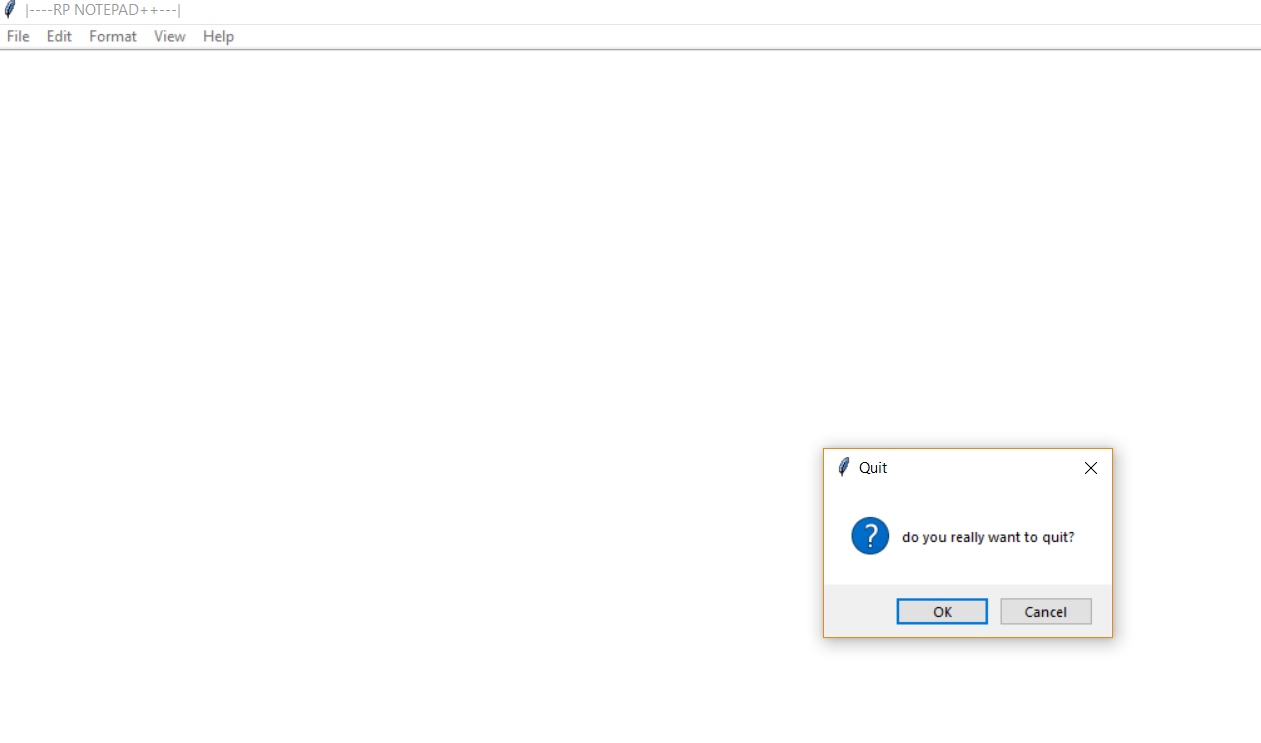 |----RP NOTEPAD++---|
File Edit Format View Help
Quit
do you really want to quit?
OK Cancel